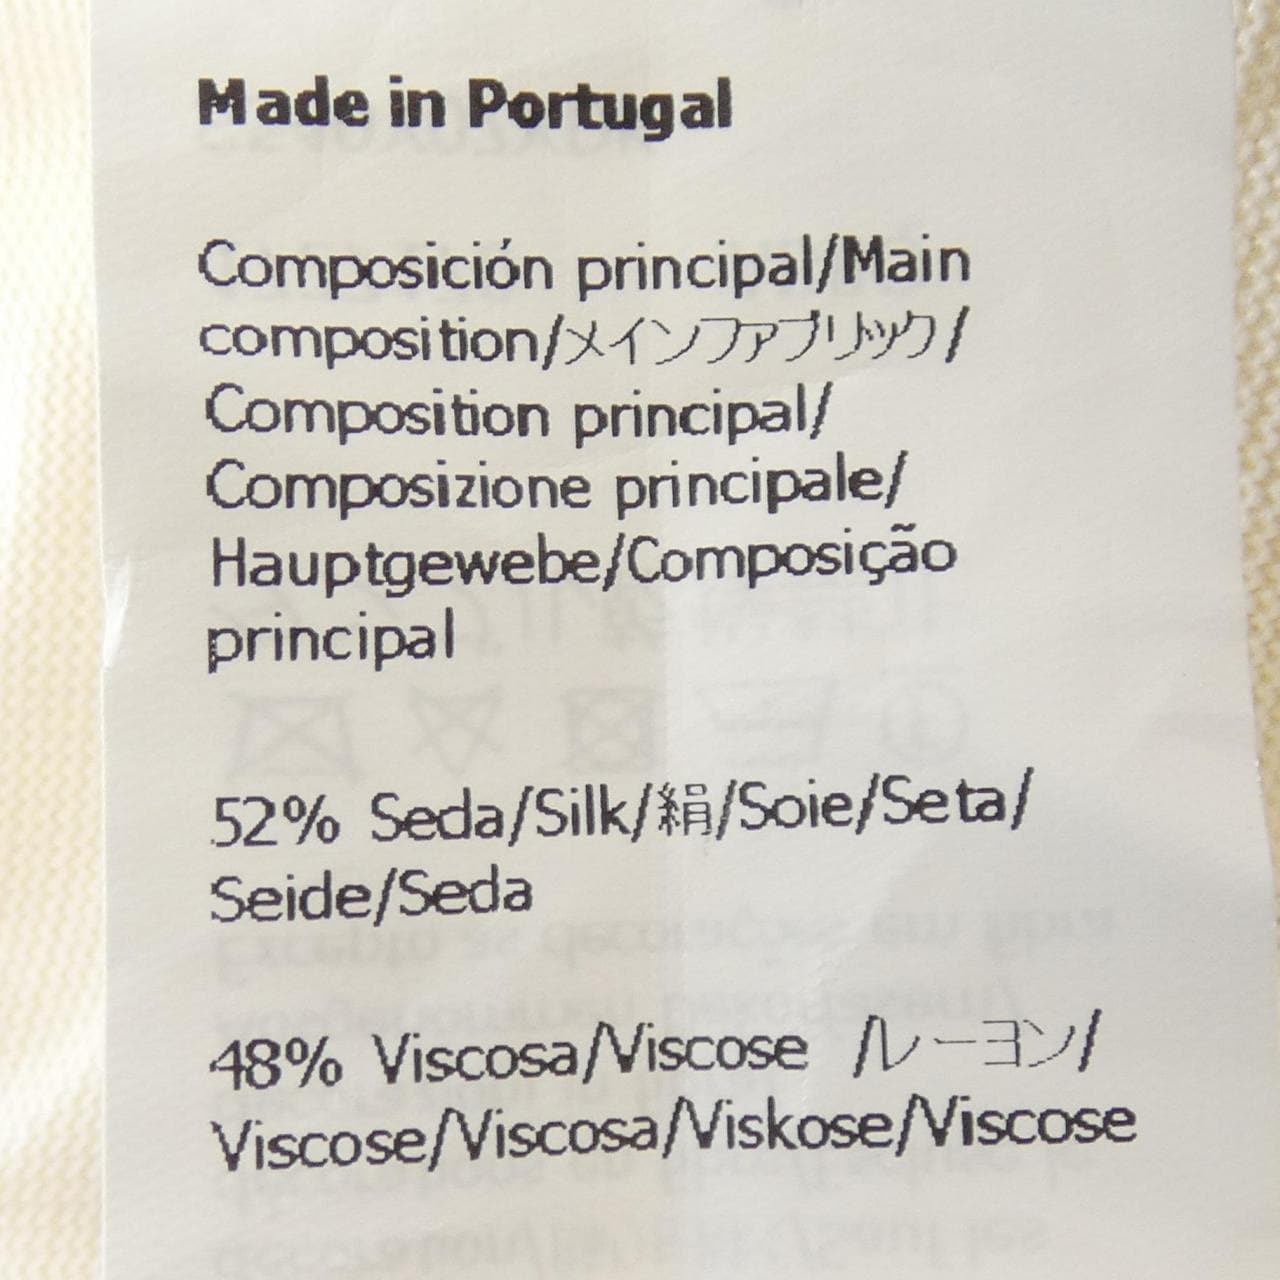 Made in Portugal
Composición principal/Main
composition/メインファブリック/
Composition principal/
Composizione principale/
Hauptgewebe/Composição
principal
52% Seda/Silk/絹/Soie/Seta/
Seide/Seda
48% Viscosa/Viscose /レーヨン/
Viscose/Viscosa/Viskose/Viscose